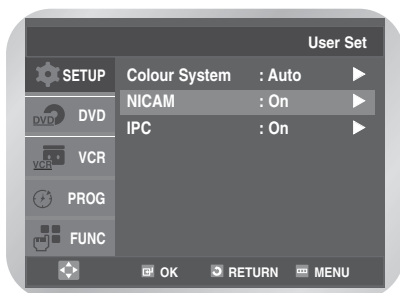 User Set
SETUP
Colour System : Auto
NICAM : On
IPC : On
DVD DVD
VCR VCR
PROG
FUNC
OK RETURN MENU